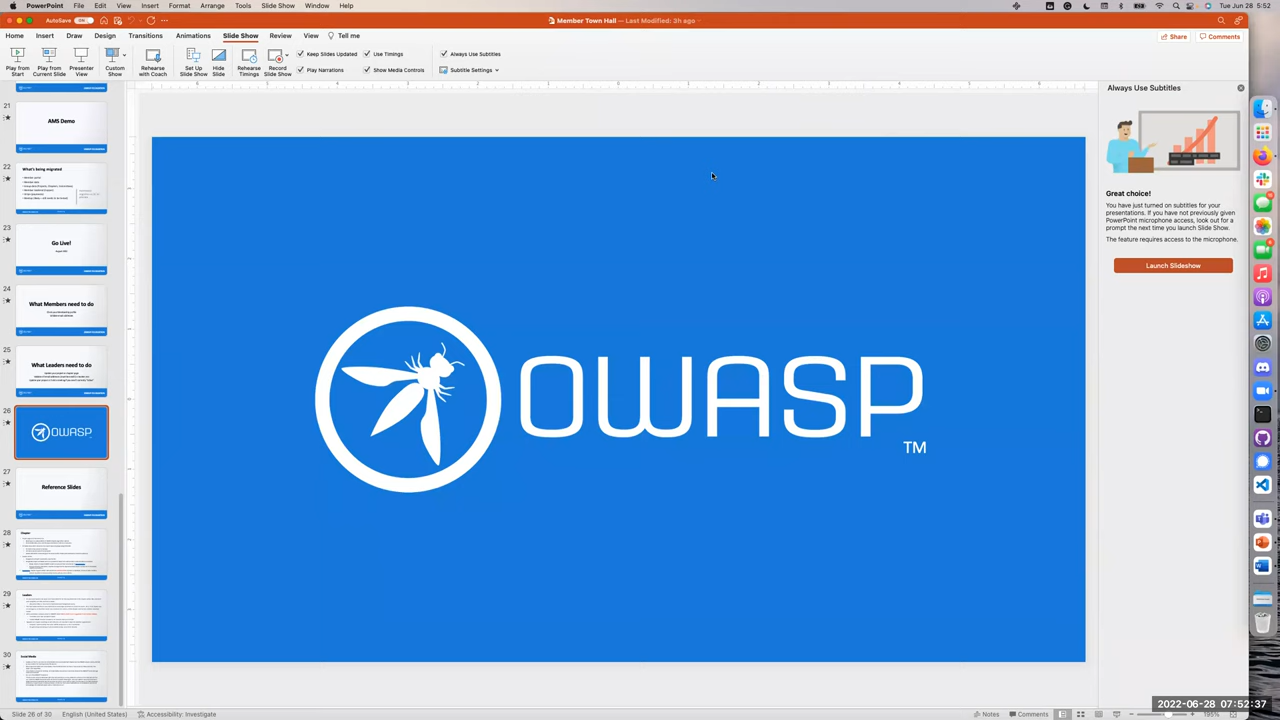 PowerPoint File Edit View Insert Format Arrange Tools Slide Show Window Help
Tue Jun 28 5:52
AutoSave
Member Town Hall — Last Modified: 3h ago
Home Insert Draw Design Transitions Animations Slide Show Review View Tell me
Share Comments
Play from Start
Play from Current Slide
Presenter View
Custom Show
Rehearse with Coach
Set Up Slide Show
Hide Slide
Rehearse Timings
Record Slide Show
Keep Slides Updated
Use Timings
Play Narrations
Show Media Controls
Always Use Subtitles
Subtitle Settings
21
AMS Demo
22
What's being migrated
23
Go Live!
24
What Members need to do
25
What Leaders need to do
26
OWASP
27
Reference Slides
28
Chapter
29
Leaders
30
Social Media
OWASP
TM
Always Use Subtitles
Great choice!
You have just turned on subtitles for your
presentations. If you have not previously given
PowerPoint microphone access, look out for a
prompt the next time you launch Slide Show.
The feature requires access to the microphone.
Launch Slideshow
Slide 26 of 30 English (United States) Accessibility: Investigate
Notes Comments
195%
2022-06-28 07:52:37